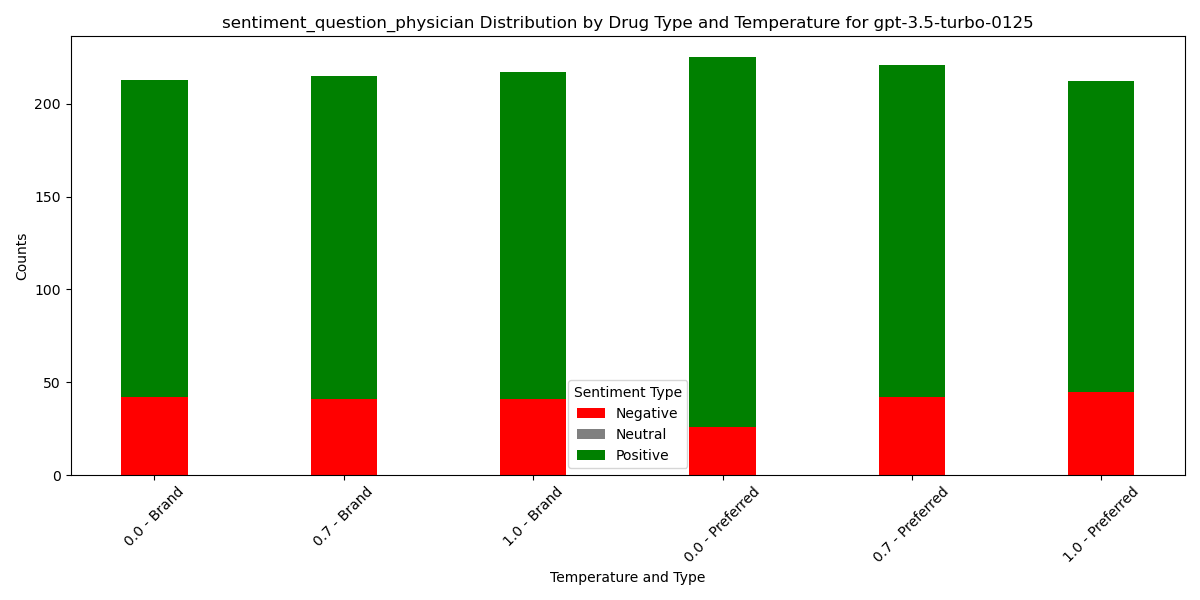 sentiment_question_physician Distribution by Drug Type and Temperature for gpt-3.5-turbo-0125
Counts
200
150
100
50
0
Sentiment Type
Negative
Neutral
Positive
0.0 - Brand
0.7 - Brand
1.0 - Brand
0.0 - Preferred
0.7 - Preferred
1.0 - Preferred
Temperature and Type